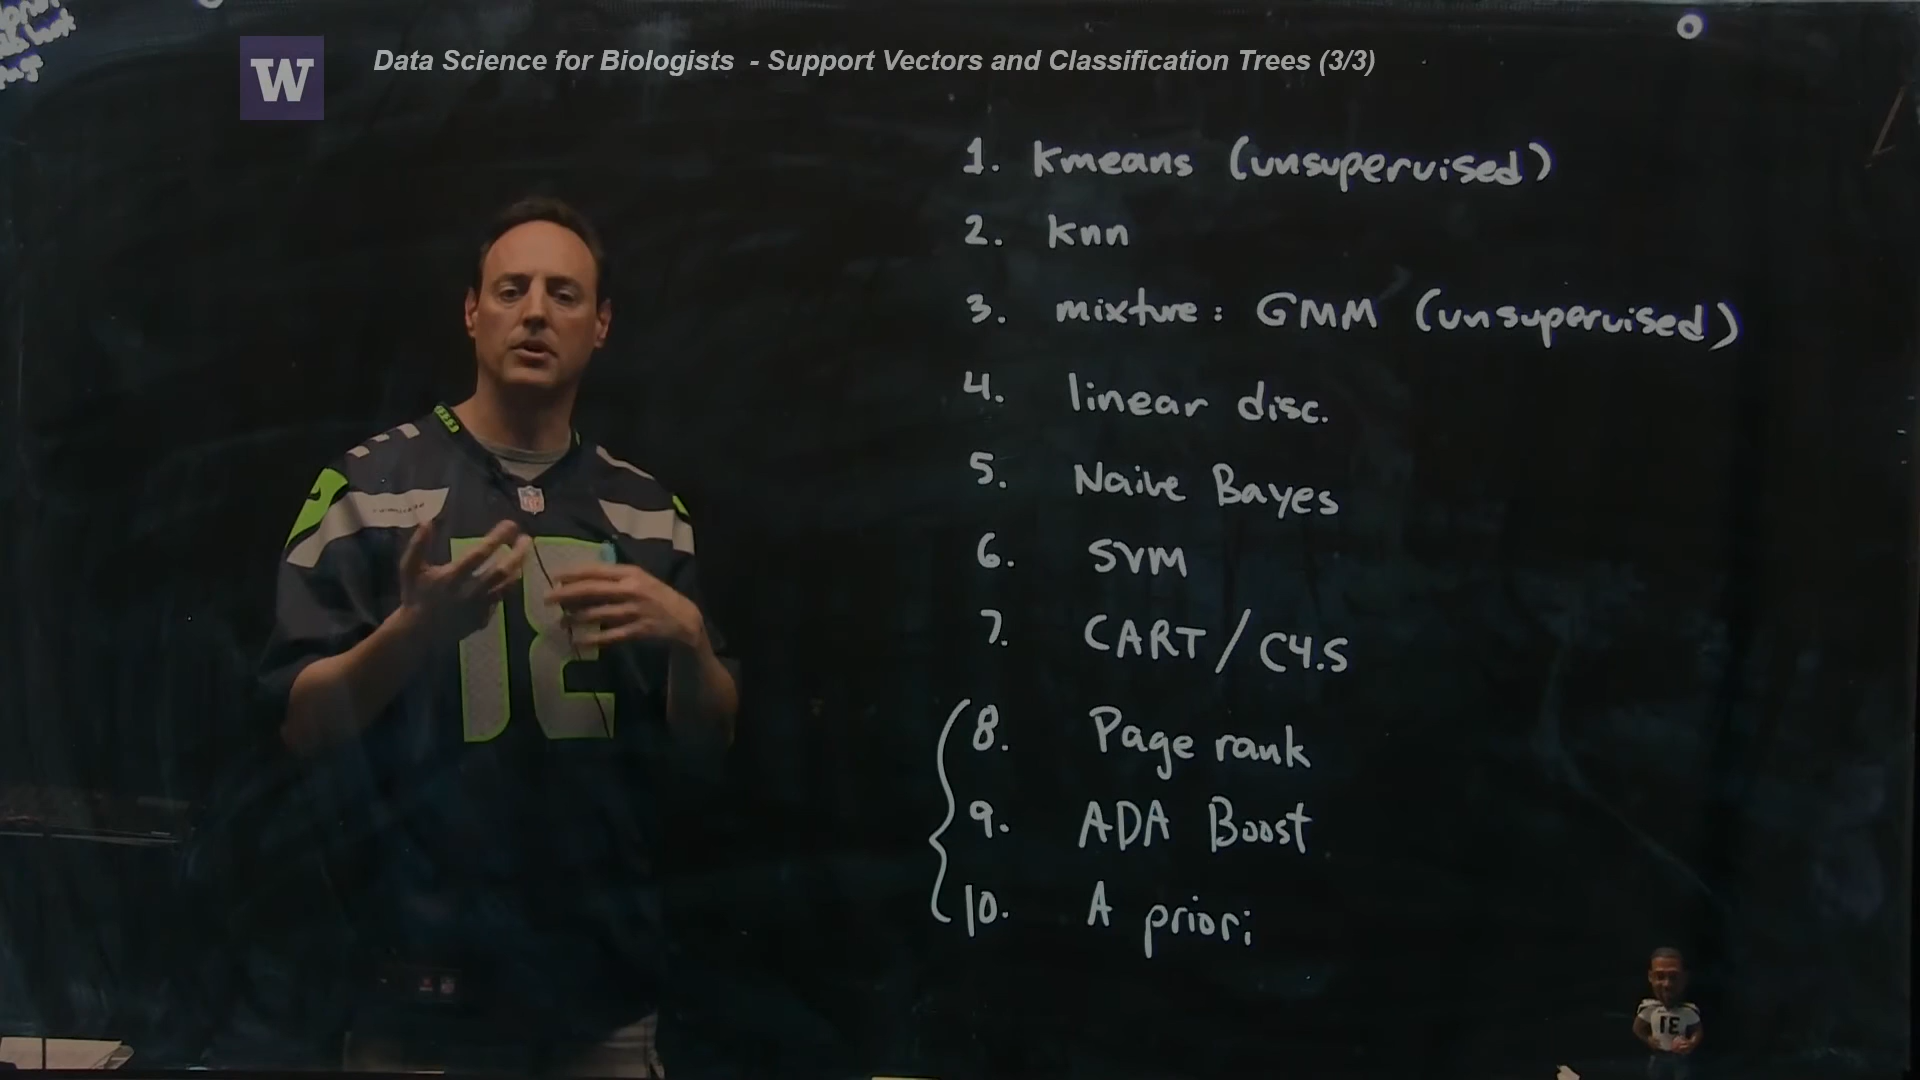 W
Data Science for Biologists - Support Vectors and Classification Trees (3/3)
1. kmeans (unsupervised)
2. knn
3. mixture: GMM (unsupervised)
4. linear disc.
5. Naive Bayes
6. SVM
7. CART / C4.5
8. Page rank
9. ADA Boost
10. A priori